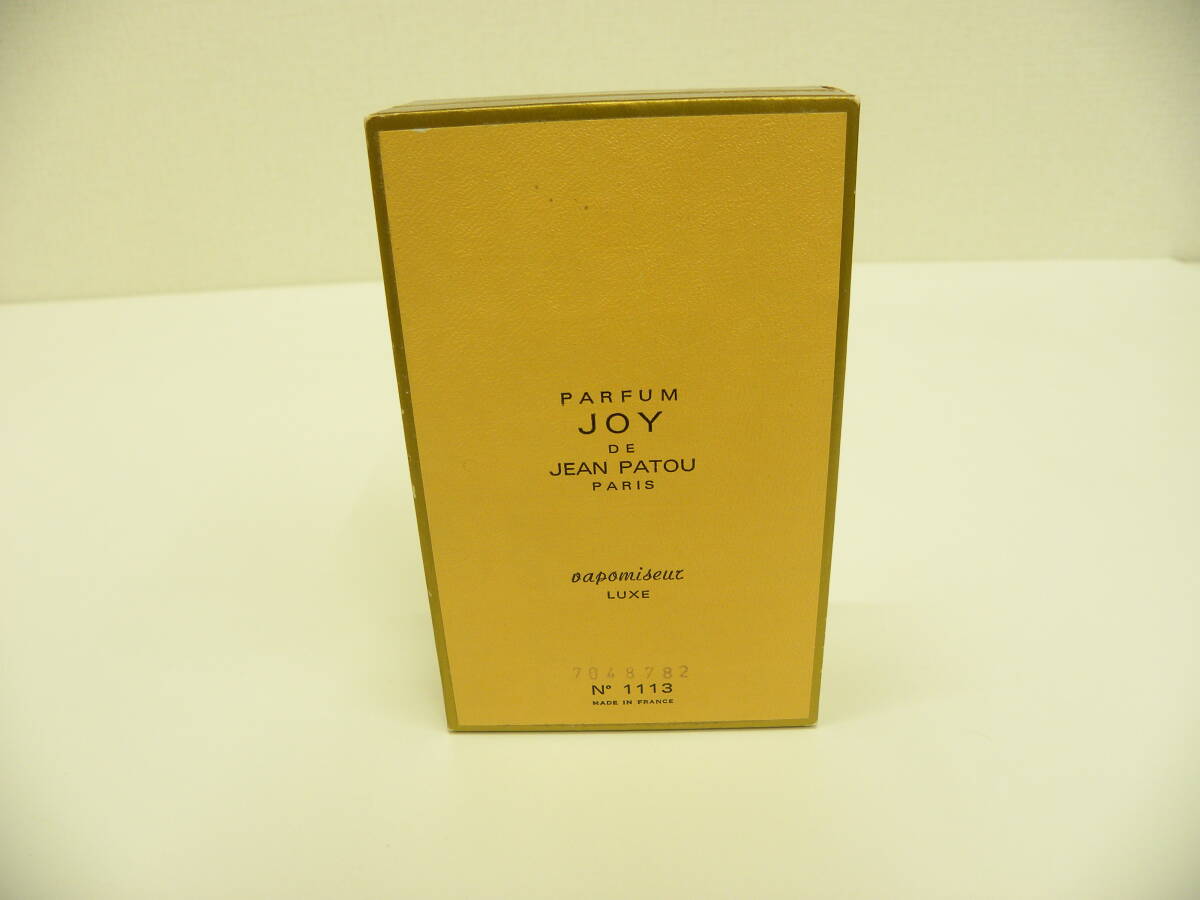 PARFUM
JOY
DE
JEAN PATOU
PARIS
vapomiseur
LUXE
7048782
N° 1113
MADE IN FRANCE